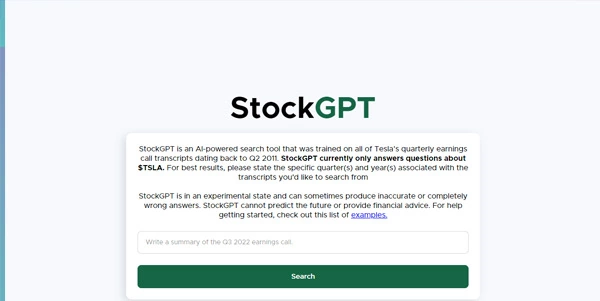 StockGPT
StockGPT is an AI-powered search tool that was trained on all of Tesla's quarterly earnings
call transcripts dating back to Q2 2011. StockGPT currently only answers questions about
$TSLA. For best results, please state the specific quarter(s) and year(s) associated with the
transcripts you'd like to search from
StockGPT is in an experimental state and can sometimes produce inaccurate or completely
wrong answers. StockGPT cannot predict the future or provide financial advice. For help
getting started, check out this list of examples.
Write a summary of the Q3 2022 earnings call.
Search